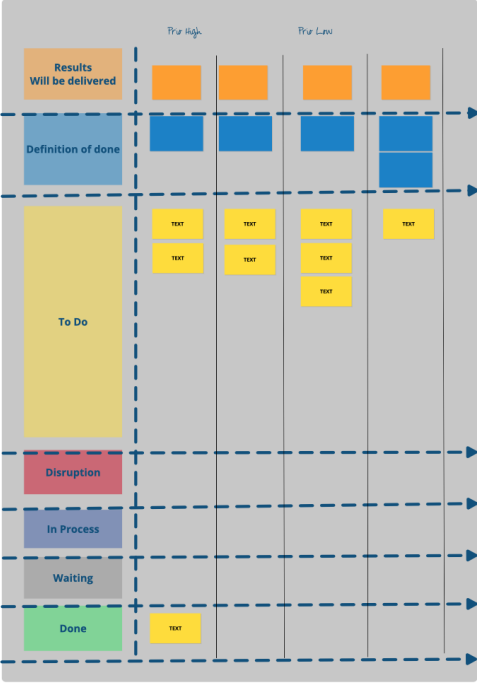 Prio High
Prio Low
Results
Will be delivered
Definition of done
To Do
TEXT
TEXT
TEXT
TEXT
TEXT
TEXT
TEXT
TEXT
Disruption
In Process
Waiting
Done
TEXT